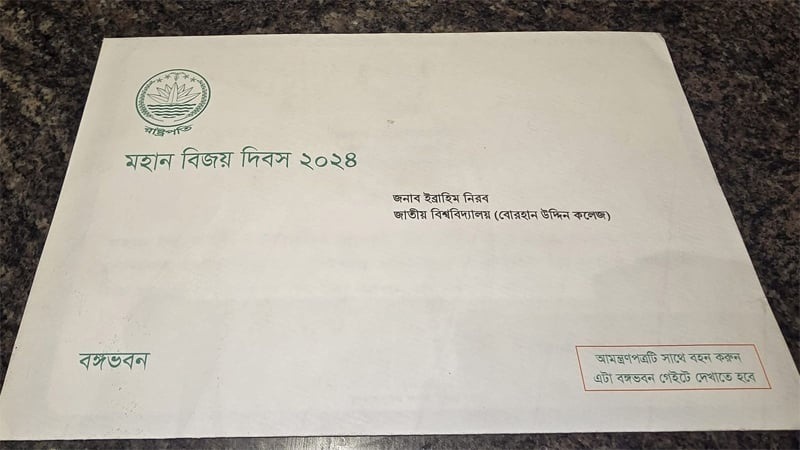 রাষ্ট্রপতি
মহান বিজয় দিবস ২০২৪
জনাব ইব্রাহিম নিরব
জাতীয় বিশ্ববিদ্যালয় (বোরহান উদ্দিন কলেজ)
বঙ্গভবন
আমন্ত্রণপত্রটি সাথে বহন করুন
এটা বঙ্গভবন গেইটে দেখাতে হবে